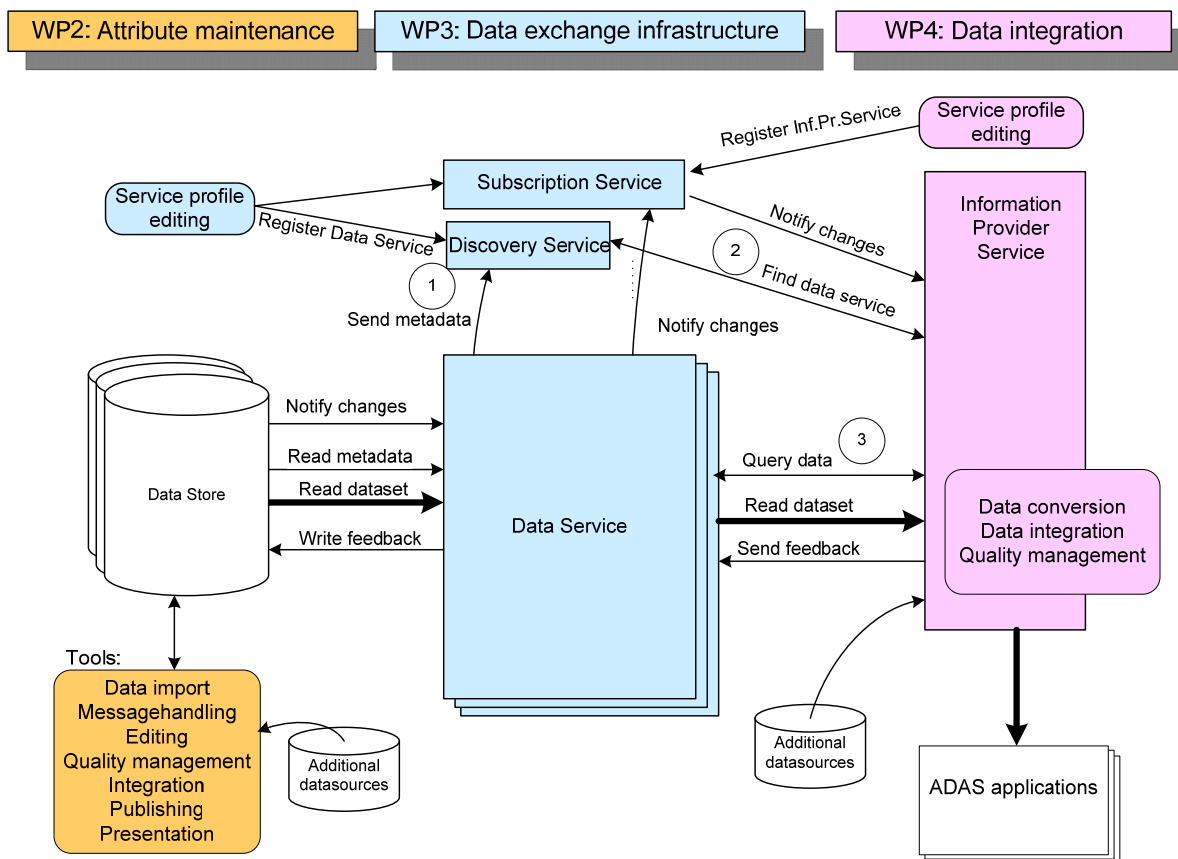 WP2: Attribute maintenance
WP3: Data exchange infrastructure
WP4: Data integration
Service profile
editing
Register Inf.Pr.Service
Subscription Service
Service profile
editing
Register Data Service
Discovery Service
Information
Provider
Service
Notify changes
2
Find data service
1
Send metadata
Notify changes
Notify changes
Read metadata
Read dataset
Write feedback
Data Store
Data Service
3
Query data
Read dataset
Send feedback
Data conversion
Data integration
Quality management
Tools:
Data import
Messagehandling
Editing
Quality management
Integration
Publishing
Presentation
Additional
datasources
Additional
datasources
ADAS applications